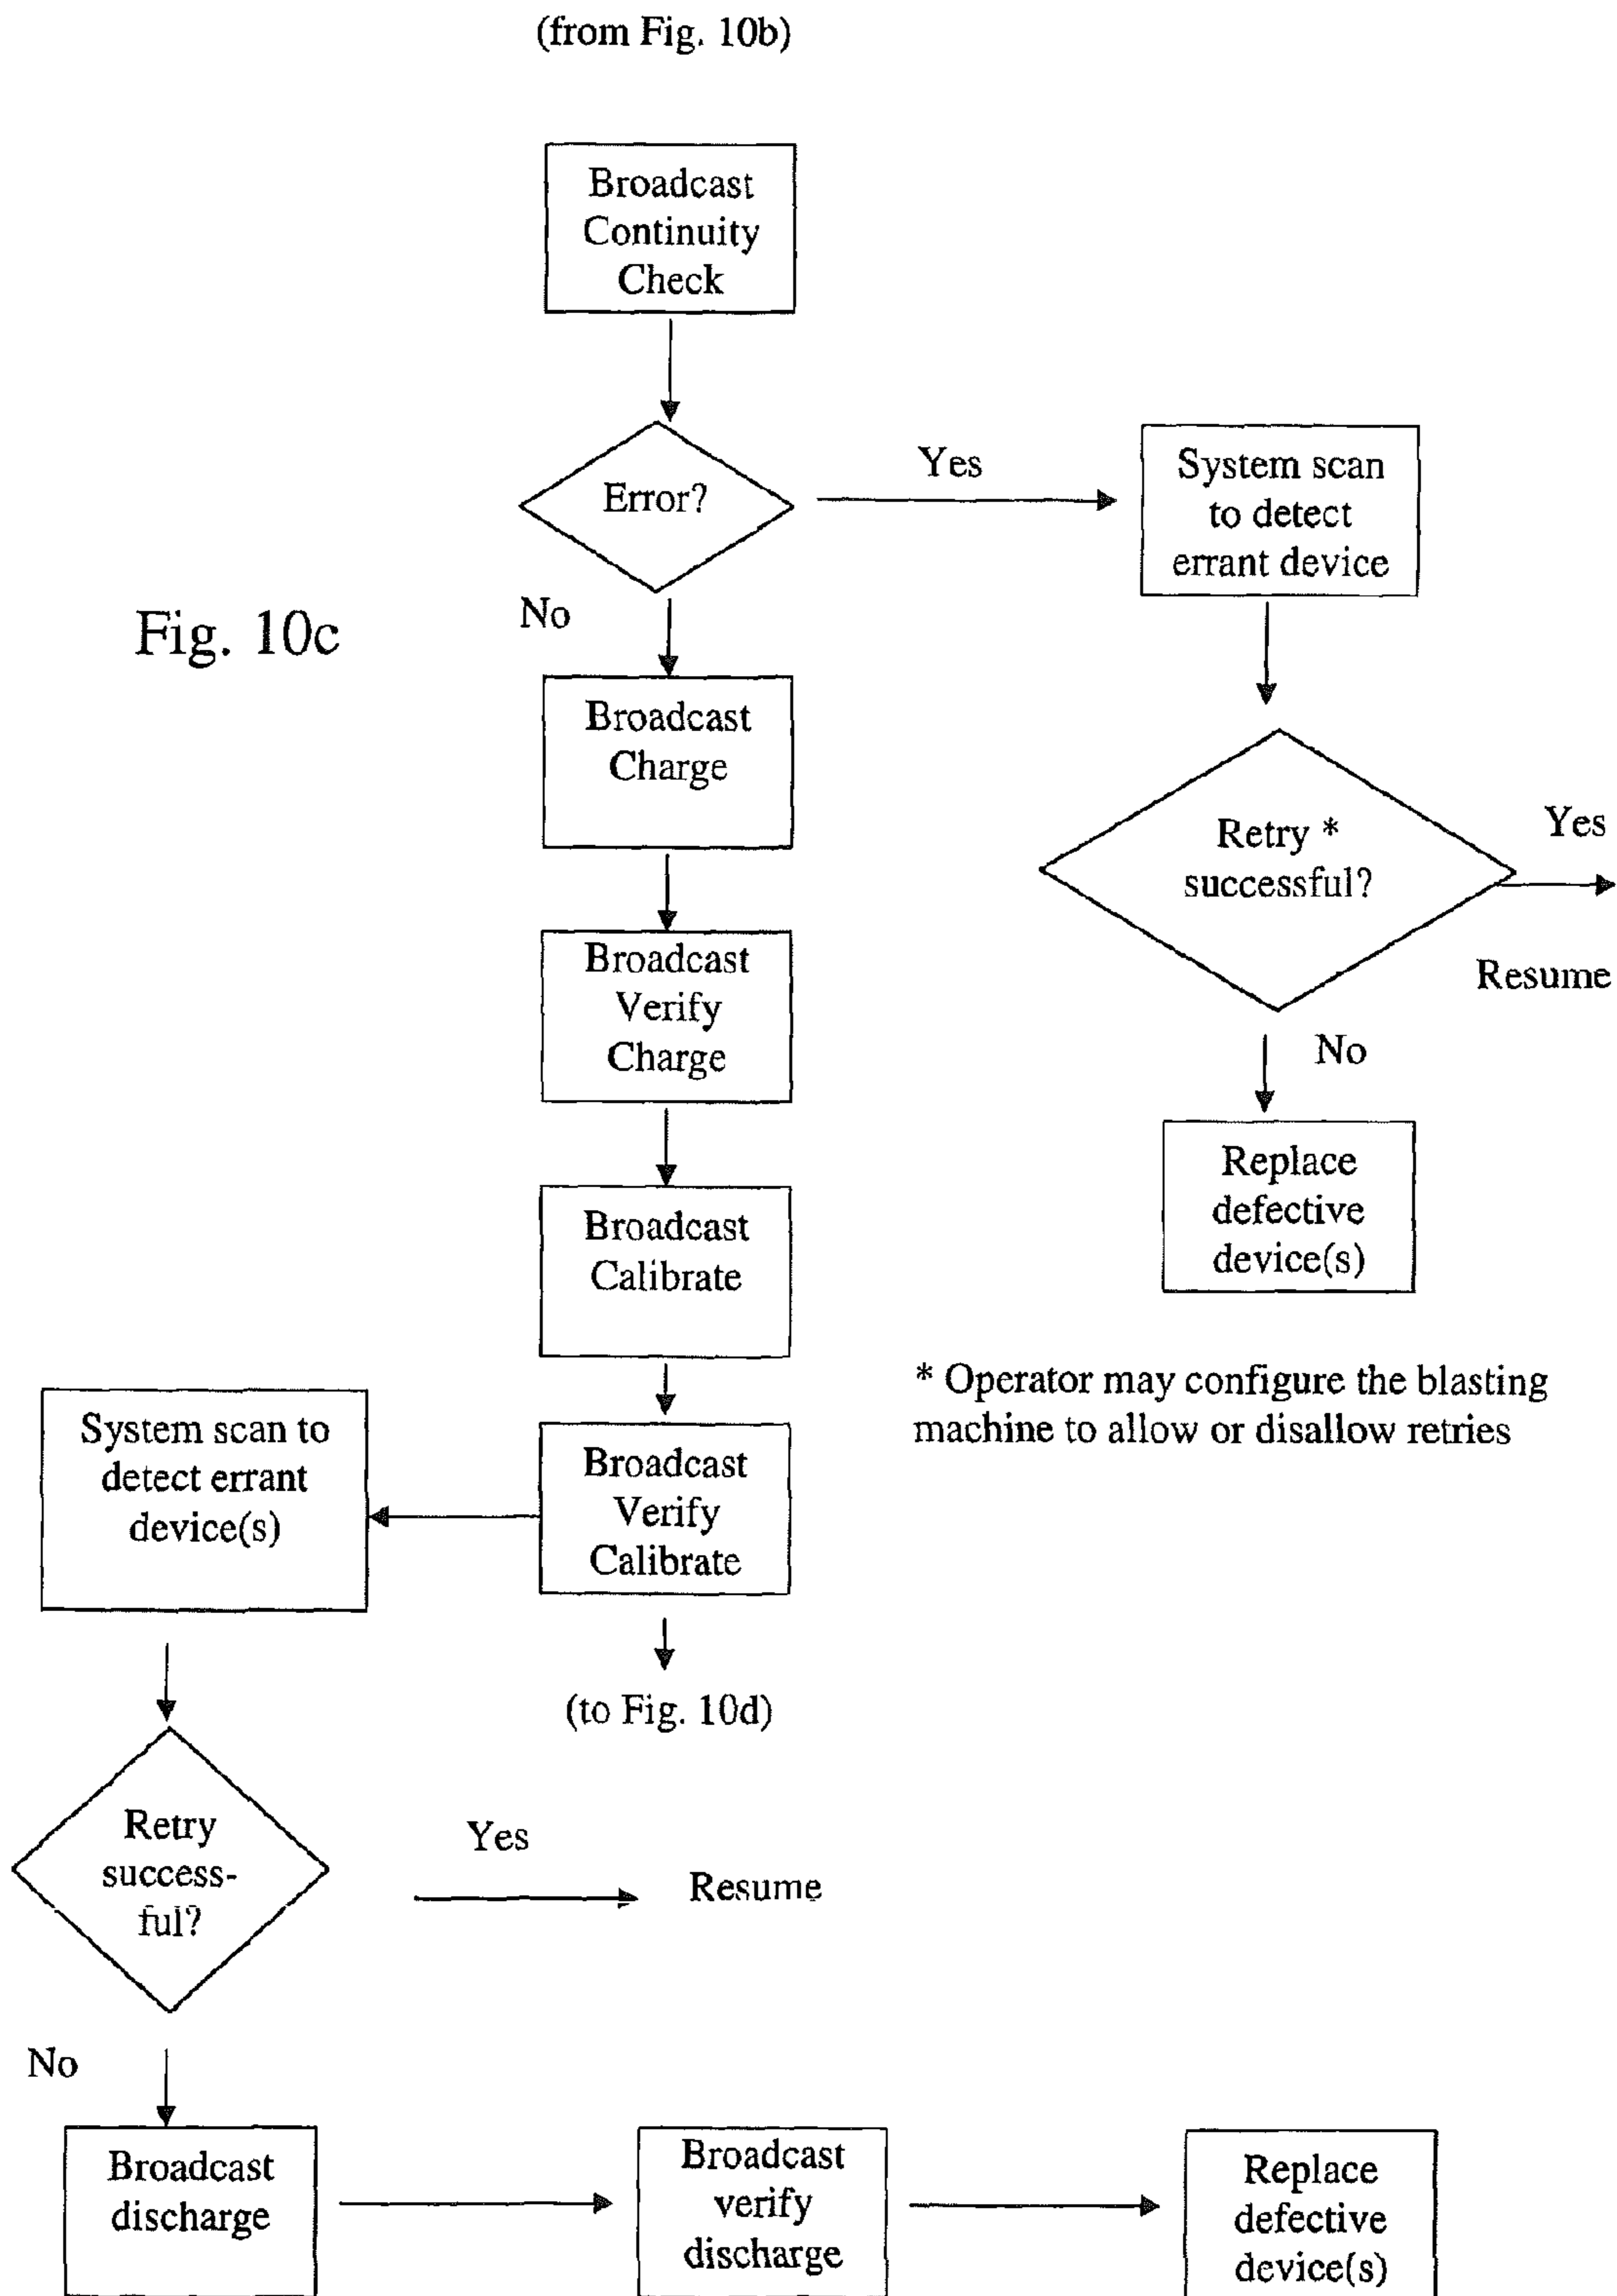 (from Fig. 10b)
Broadcast
Continuity
Check
Error?
Yes
System scan
to detect
errant device
No
Fig. 10c
Broadcast
Charge
Retry *
successful?
Yes
Resume
Broadcast
Verify
Charge
No
Replace
defective
device(s)
Broadcast
Calibrate
* Operator may configure the blasting
machine to allow or disallow retries
System scan to
detect errant
device(s)
Broadcast
Verify
Calibrate
(to Fig. 10d)
Retry
success-
ful?
Yes
Resume
No
Broadcast
discharge
Broadcast
verify
discharge
Replace
defective
device(s)